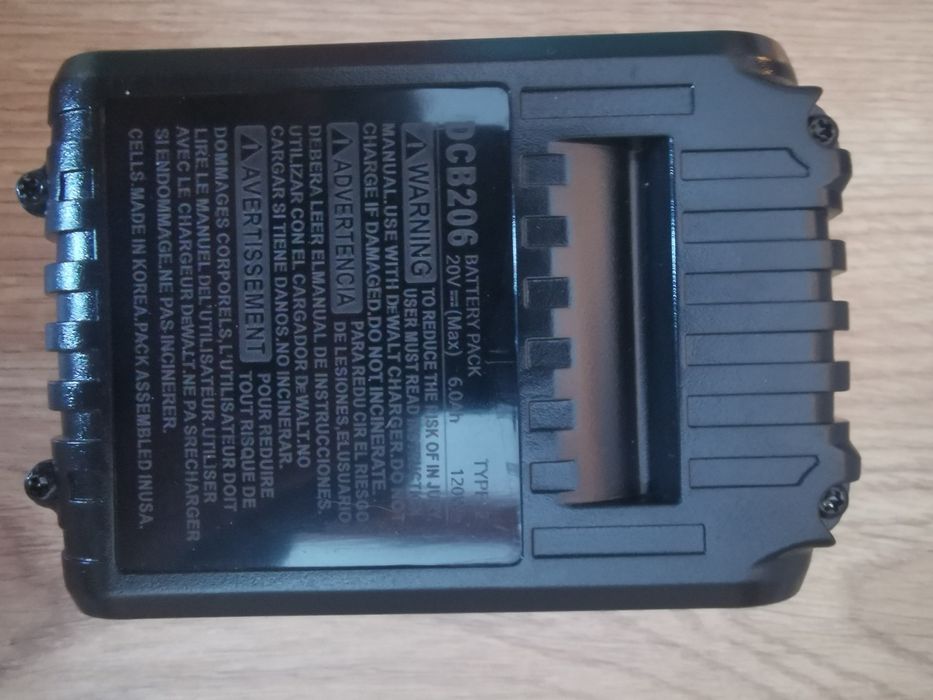 DCB206 BATTERY PACK TYPE
20V⎓(Max) 6.0Ah 120
⚠WARNING TO REDUCE THE RISK OF INJURY
USER MUST READ
MANUAL.USE WITH DEWALT CHARGER.DO NOT
CHARGE IF DAMAGED,DO NOT INCINERATE.
⚠ADVERTENCIA PARA REDUCIR EL RIESGO
DE LESIONES,EL USUARIO
DEBERA LEER EL MANUAL DE INSTRUCCIONES.
UTILIZAR CON EL CARGADOR DEWALT.NO
CARGAR SI TIENE DANOS.NO INCINERAR.
⚠AVERTISSEMENT POUR REDUIRE
TOUT RISQUE DE
DOMMAGES CORPORELS,L'UTILISATEUR DOIT
LIRE LE MANUEL DEL'UTILISATEUR.UTILISER
AVEC LE CHARGEUR DEWALT.NE PA SRECHARGER
SI ENDOMMAGE,NE PAS INCINERER.
CELLS MADE IN KOREA,PACK ASSEMBLED IN USA.